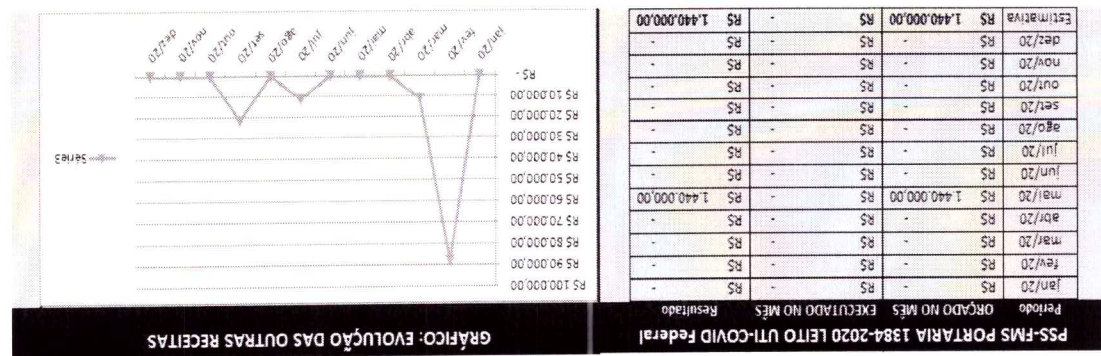 PSS-FMS PORTARIA 1384-2020 LEITO UTI-COVID Federal
Período ORÇADO NO MÊS EXECUTADO NO MÊS Resultado
jan/20 R$ - R$ - R$ -
fev/20 R$ - R$ - R$ -
mar/20 R$ - R$ - R$ -
abr/20 R$ - R$ - R$ -
mai/20 R$ 1.440.000,00 R$ - R$ 1.440.000,00
jun/20 R$ - R$ - R$ -
jul/20 R$ - R$ - R$ -
ago/20 R$ - R$ - R$ -
set/20 R$ - R$ - R$ -
out/20 R$ - R$ - R$ -
nov/20 R$ - R$ - R$ -
dez/20 R$ - R$ - R$ -
Estimativa R$ 1.440.000,00 R$ - R$ 1.440.000,00
GRÁFICO: EVOLUÇÃO DAS OUTRAS RECEITAS
R$ 100.000,00
R$ 90.000,00
R$ 80.000,00
R$ 70.000,00
R$ 60.000,00
R$ 50.000,00
R$ 40.000,00
R$ 30.000,00
R$ 20.000,00
R$ 10.000,00
R$ -
jan/20 fev/20 mar/20 abr/20 mai/20 jun/20 jul/20 ago/20 set/20 out/20 nov/20 dez/20
Série3